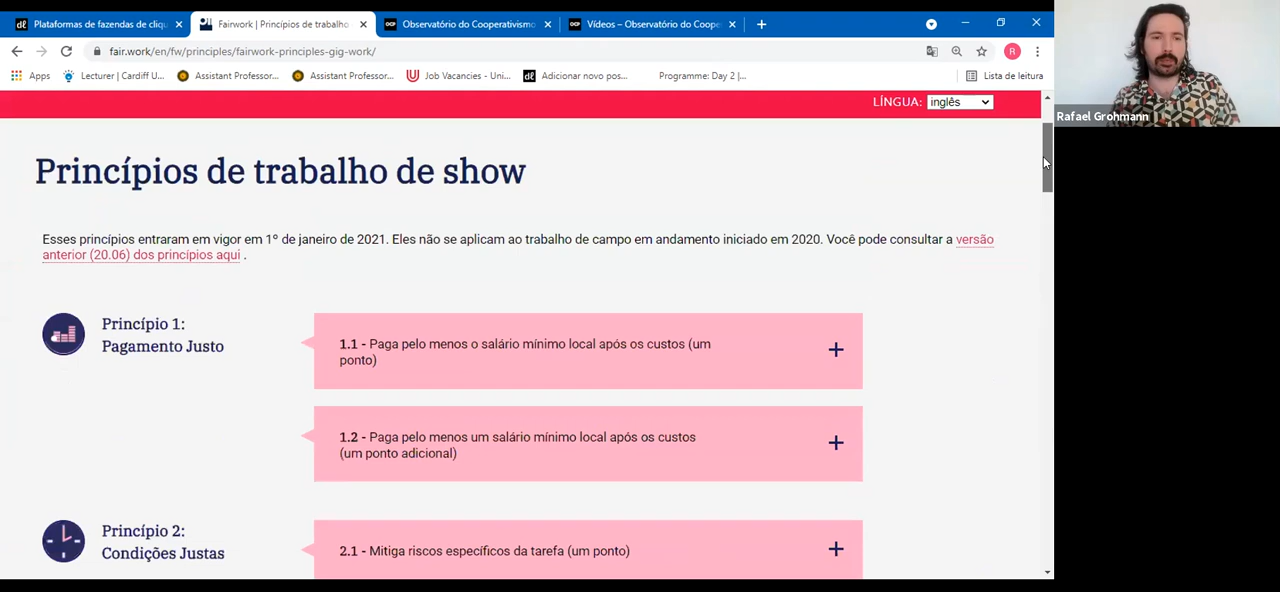 Plataformas de fazendas de cliqu
Fairwork | Princípios de trabalho
Observatório do Cooperativismo
Vídeos – Observatório do Coope
fair.work/en/fw/principles/fairwork-principles-gig-work/
R
Apps
Lecturer | Cardiff U...
Assistant Professor...
Assistant Professor...
Job Vacancies - Uni...
Adicionar novo pos...
Programme: Day 2 |...
Lista de leitura
LÍNGUA: inglês
Rafael Grohmann
Princípios de trabalho de show
Esses princípios entraram em vigor em 1º de janeiro de 2021. Eles não se aplicam ao trabalho de campo em andamento iniciado em 2020. Você pode consultar a versão
anterior (20.06) dos princípios aqui .
Princípio 1:
Pagamento Justo
1.1 - Paga pelo menos o salário mínimo local após os custos (um
ponto)
1.2 - Paga pelo menos um salário mínimo local após os custos
(um ponto adicional)
Princípio 2:
Condições Justas
2.1 - Mitiga riscos específicos da tarefa (um ponto)